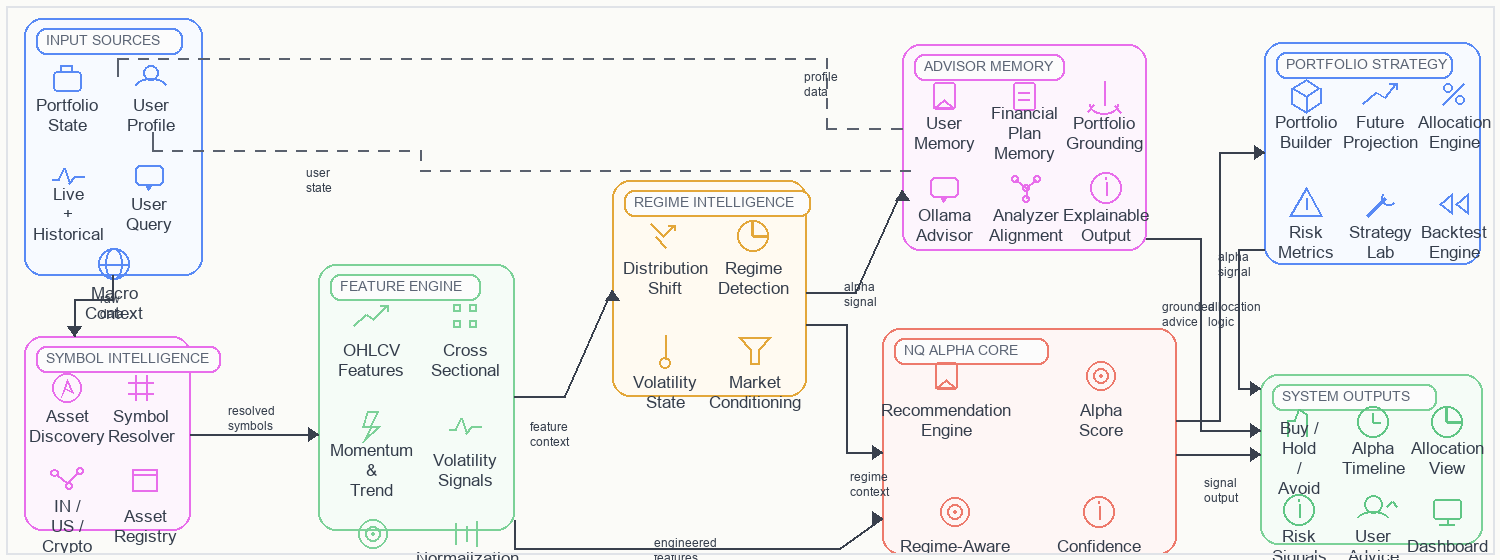 INPUT SOURCES
Portfolio
State
User
Profile
Live
+
Historical
User
Query
Macro
Context
raw
data
SYMBOL INTELLIGENCE
Asset
Discovery
Symbol
Resolver
IN /
US /
Crypto
Asset
Registry
resolved
symbols
FEATURE ENGINE
OHLCV
Features
Cross
Sectional
Momentum
&
Trend
Volatility
Signals
Normalization
feature
context
engineered
features
user
state
profile
data
REGIME INTELLIGENCE
Distribution
Shift
Regime
Detection
Volatility
State
Market
Conditioning
alpha
signal
regime
context
ADVISOR MEMORY
User
Memory
Financial
Plan
Memory
Portfolio
Grounding
Ollama
Advisor
Analyzer
Alignment
Explainable
Output
NQ ALPHA CORE
Recommendation
Engine
Alpha
Score
Regime-Aware
Confidence
grounded
advice
allocation
logic
alpha
signal
signal
output
PORTFOLIO STRATEGY
Portfolio
Builder
Future
Projection
Allocation
Engine
Risk
Metrics
Strategy
Lab
Backtest
Engine
SYSTEM OUTPUTS
Buy /
Hold
/
Avoid
Alpha
Timeline
Allocation
View
Risk
Signals
User
Advice
Dashboard